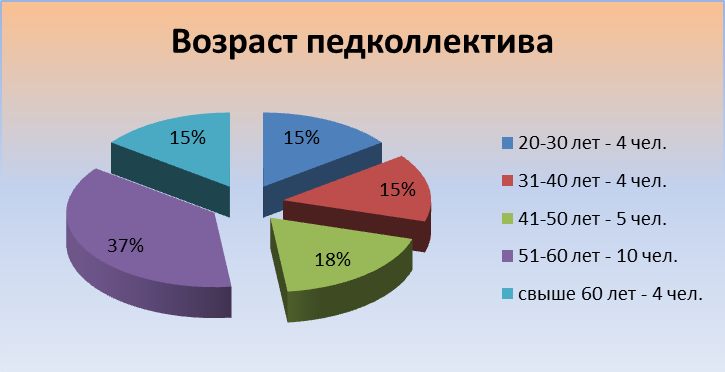 Возраст педколлектива
15%
15%
15%
37%
18%
20-30 лет - 4 чел.
31-40 лет - 4 чел.
41-50 лет - 5 чел.
51-60 лет - 10 чел.
свыше 60 лет - 4 чел.